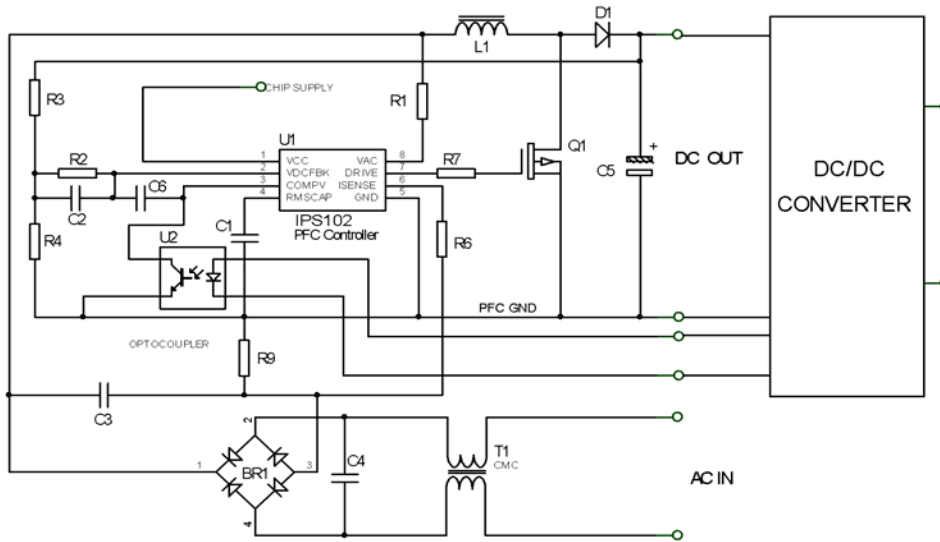 D1
L1
R3
CHIP SUPPLY
R1
U1
Q1
+
R2
1 VCC VAC 8
R7
C5
DC OUT
DC/DC
CONVERTER
2 VDCFBK DRIVE 7
3 COMPV ISENSE 6
4 RMSCAP GND 5
C6
C2
IPS102
PFC Controller
C1
R4
U2
R6
PFC GND
OPTOCOUPLER
R9
C3
2
1
BR1
3
4
C4
T1
CMC
AC IN